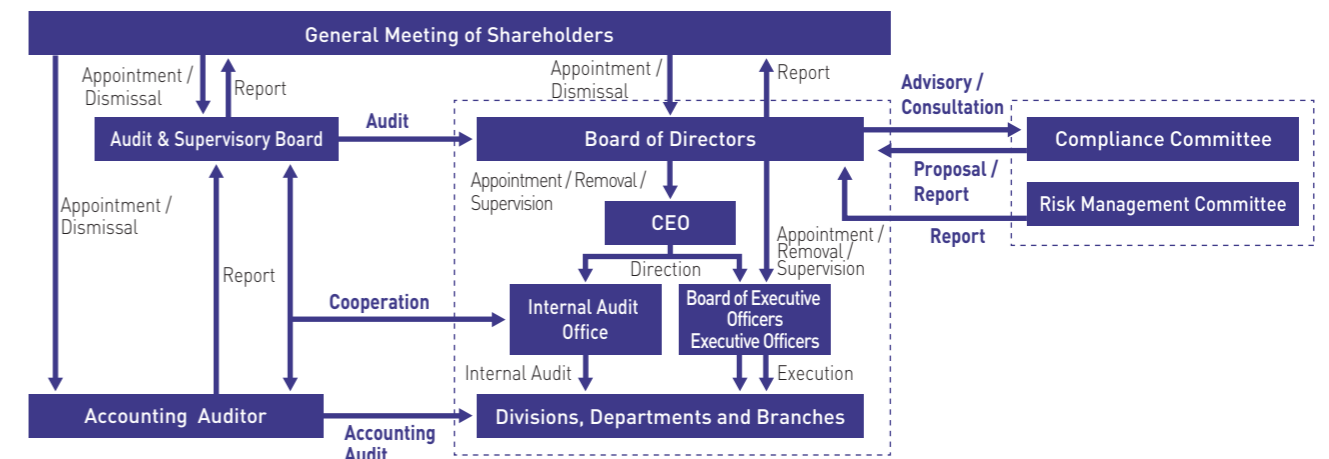 General Meeting of Shareholders
Appointment /
Dismissal
Report
Appointment /
Dismissal
Report
Advisory /
Consultation
Audit & Supervisory Board
Audit
Board of Directors
Compliance Committee
Proposal /
Report
Appointment / Removal /
Supervision
Risk Management Committee
Appointment /
Dismissal
CEO
Report
Appointment /
Removal /
Supervision
Direction
Report
Cooperation
Internal Audit
Office
Board of Executive
Officers
Executive Officers
Internal Audit
Execution
Accounting Auditor
Accounting
Audit
Divisions, Departments and Branches